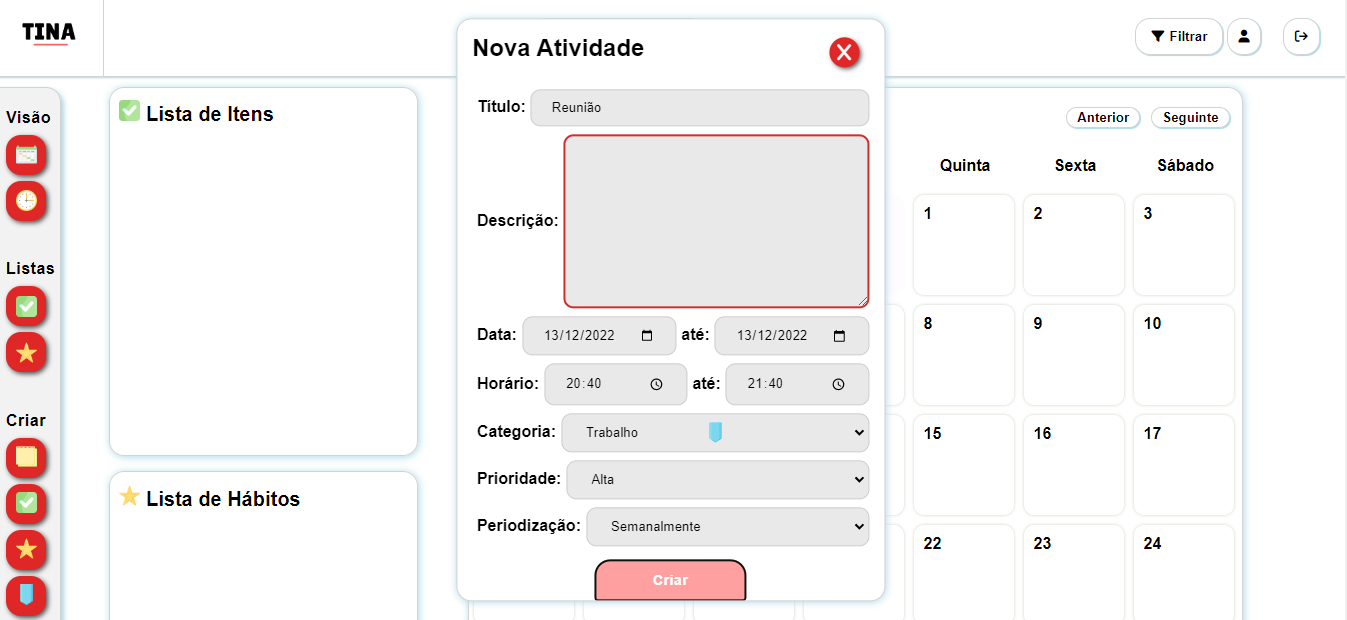 TINA
Filtrar
Visão
Listas
Criar
Lista de Itens
Lista de Hábitos
Nova Atividade
Título: Reunião
Descrição:
Data: 13/12/2022 até: 13/12/2022
Horário: 20:40 até: 21:40
Categoria: Trabalho
Prioridade: Alta
Periodização: Semanalmente
Criar
Anterior Seguinte
Quinta Sexta Sábado
1 2 3
8 9 10
15 16 17
22 23 24